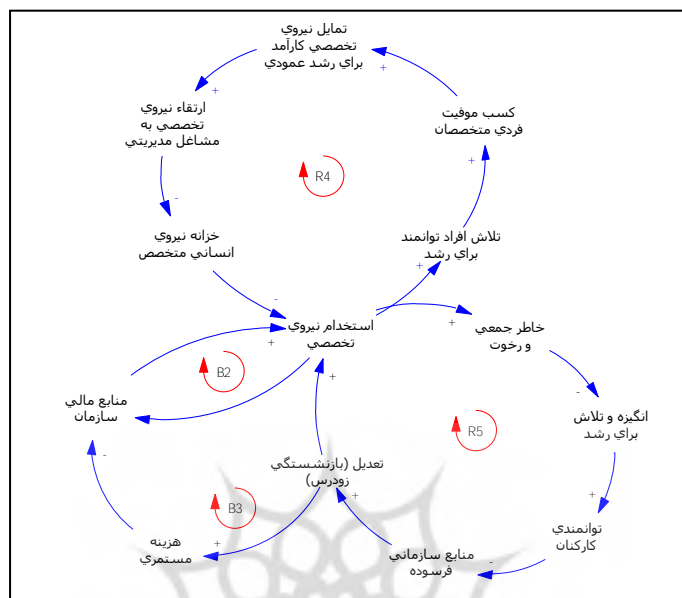 تمايل نيروي
تخصصي كارآمد
براي رشد عمودي
+
+
ارتقاء نيروي
تخصصي به
مشاغل مديريتي
كسب موفيت
فردي متخصصان
R4
+
-
خزانه نيروي
انساني متخصص
تلاش افراد توانمند
براي رشد
+
-
استخدام نيروي
تخصصي
+
+
خاطر جمعي
و رخوت
B2
+
منابع مالي
سازمان
-
-
انگيزه و تلاش
براي رشد
R5
-
تعديل (بازنشستگي
زودرس)
+
+
توانمندي
كاركنان
B3
+
هزينه
مستمري
منابع سازماني
فرسوده
-